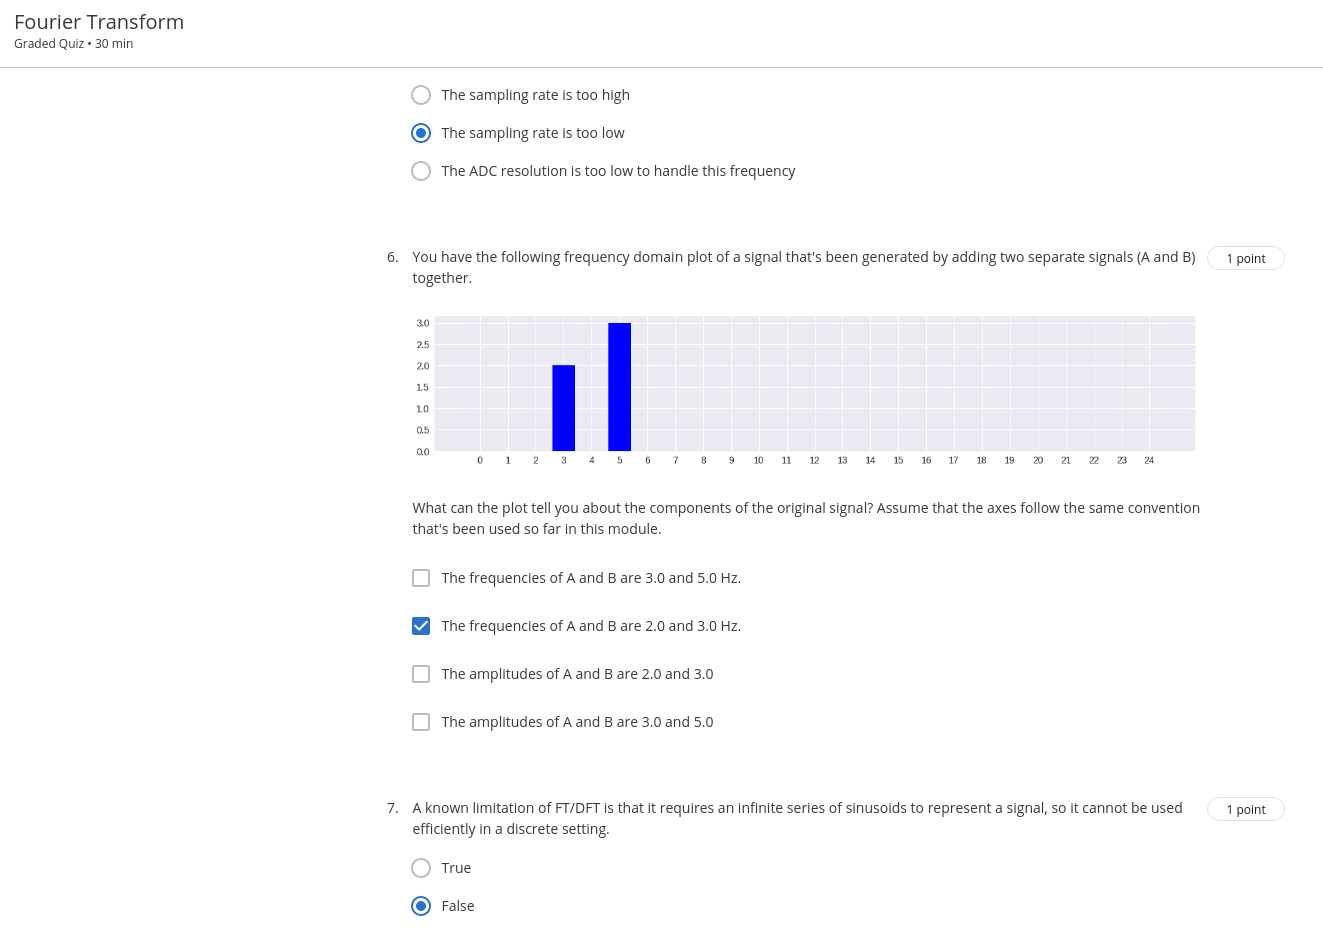 Fourier Transform
Graded Quiz • 30 min
The sampling rate is too high
The sampling rate is too low
The ADC resolution is too low to handle this frequency
6. You have the following frequency domain plot of a signal that's been generated by adding two separate signals (A and B) 1 point
together.
3.0
2.5
2.0
1.5
1.0
0.5
0.0
0 1 2 3 4 5 6 7 8 9 10 11 12 13 14 15 16 17 18 19 20 21 22 23 24
What can the plot tell you about the components of the original signal? Assume that the axes follow the same convention
that's been used so far in this module.
The frequencies of A and B are 3.0 and 5.0 Hz.
The frequencies of A and B are 2.0 and 3.0 Hz.
The amplitudes of A and B are 2.0 and 3.0
The amplitudes of A and B are 3.0 and 5.0
7. A known limitation of FT/DFT is that it requires an infinite series of sinusoids to represent a signal, so it cannot be used 1 point
efficiently in a discrete setting.
True
False